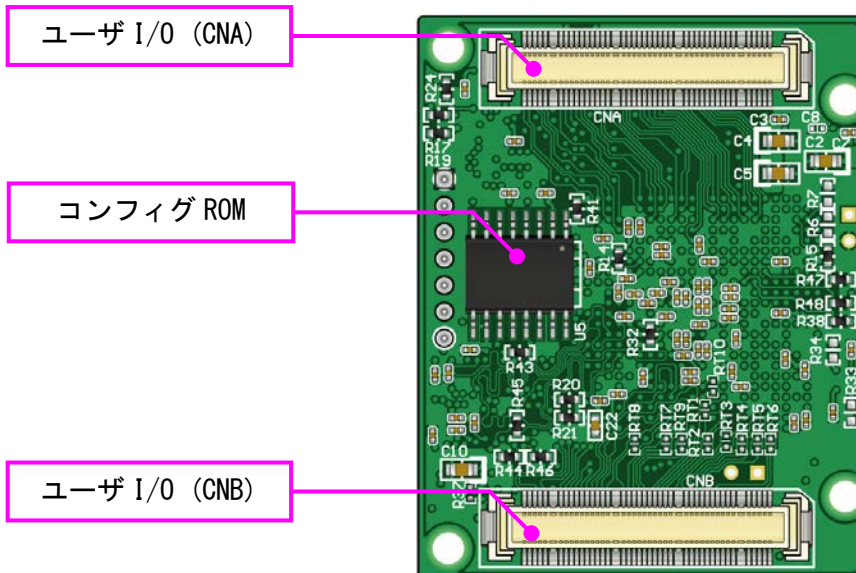 ユーザ I/O (CNA)
コンフィグ ROM
ユーザ I/O (CNB)
CNA
R24
R17
R19
C3
C8
C4
C2
C7
C5
R41
R7
R6
R14
R15
R47
R48
R38
U5
R32
R34
R33
R43
RT10
R45
R20
R21
C22
RT8
RT7
RT9
RT1
RT2
RT3
RT4
RT5
RT6
C10
R44
R46
R37
CNB